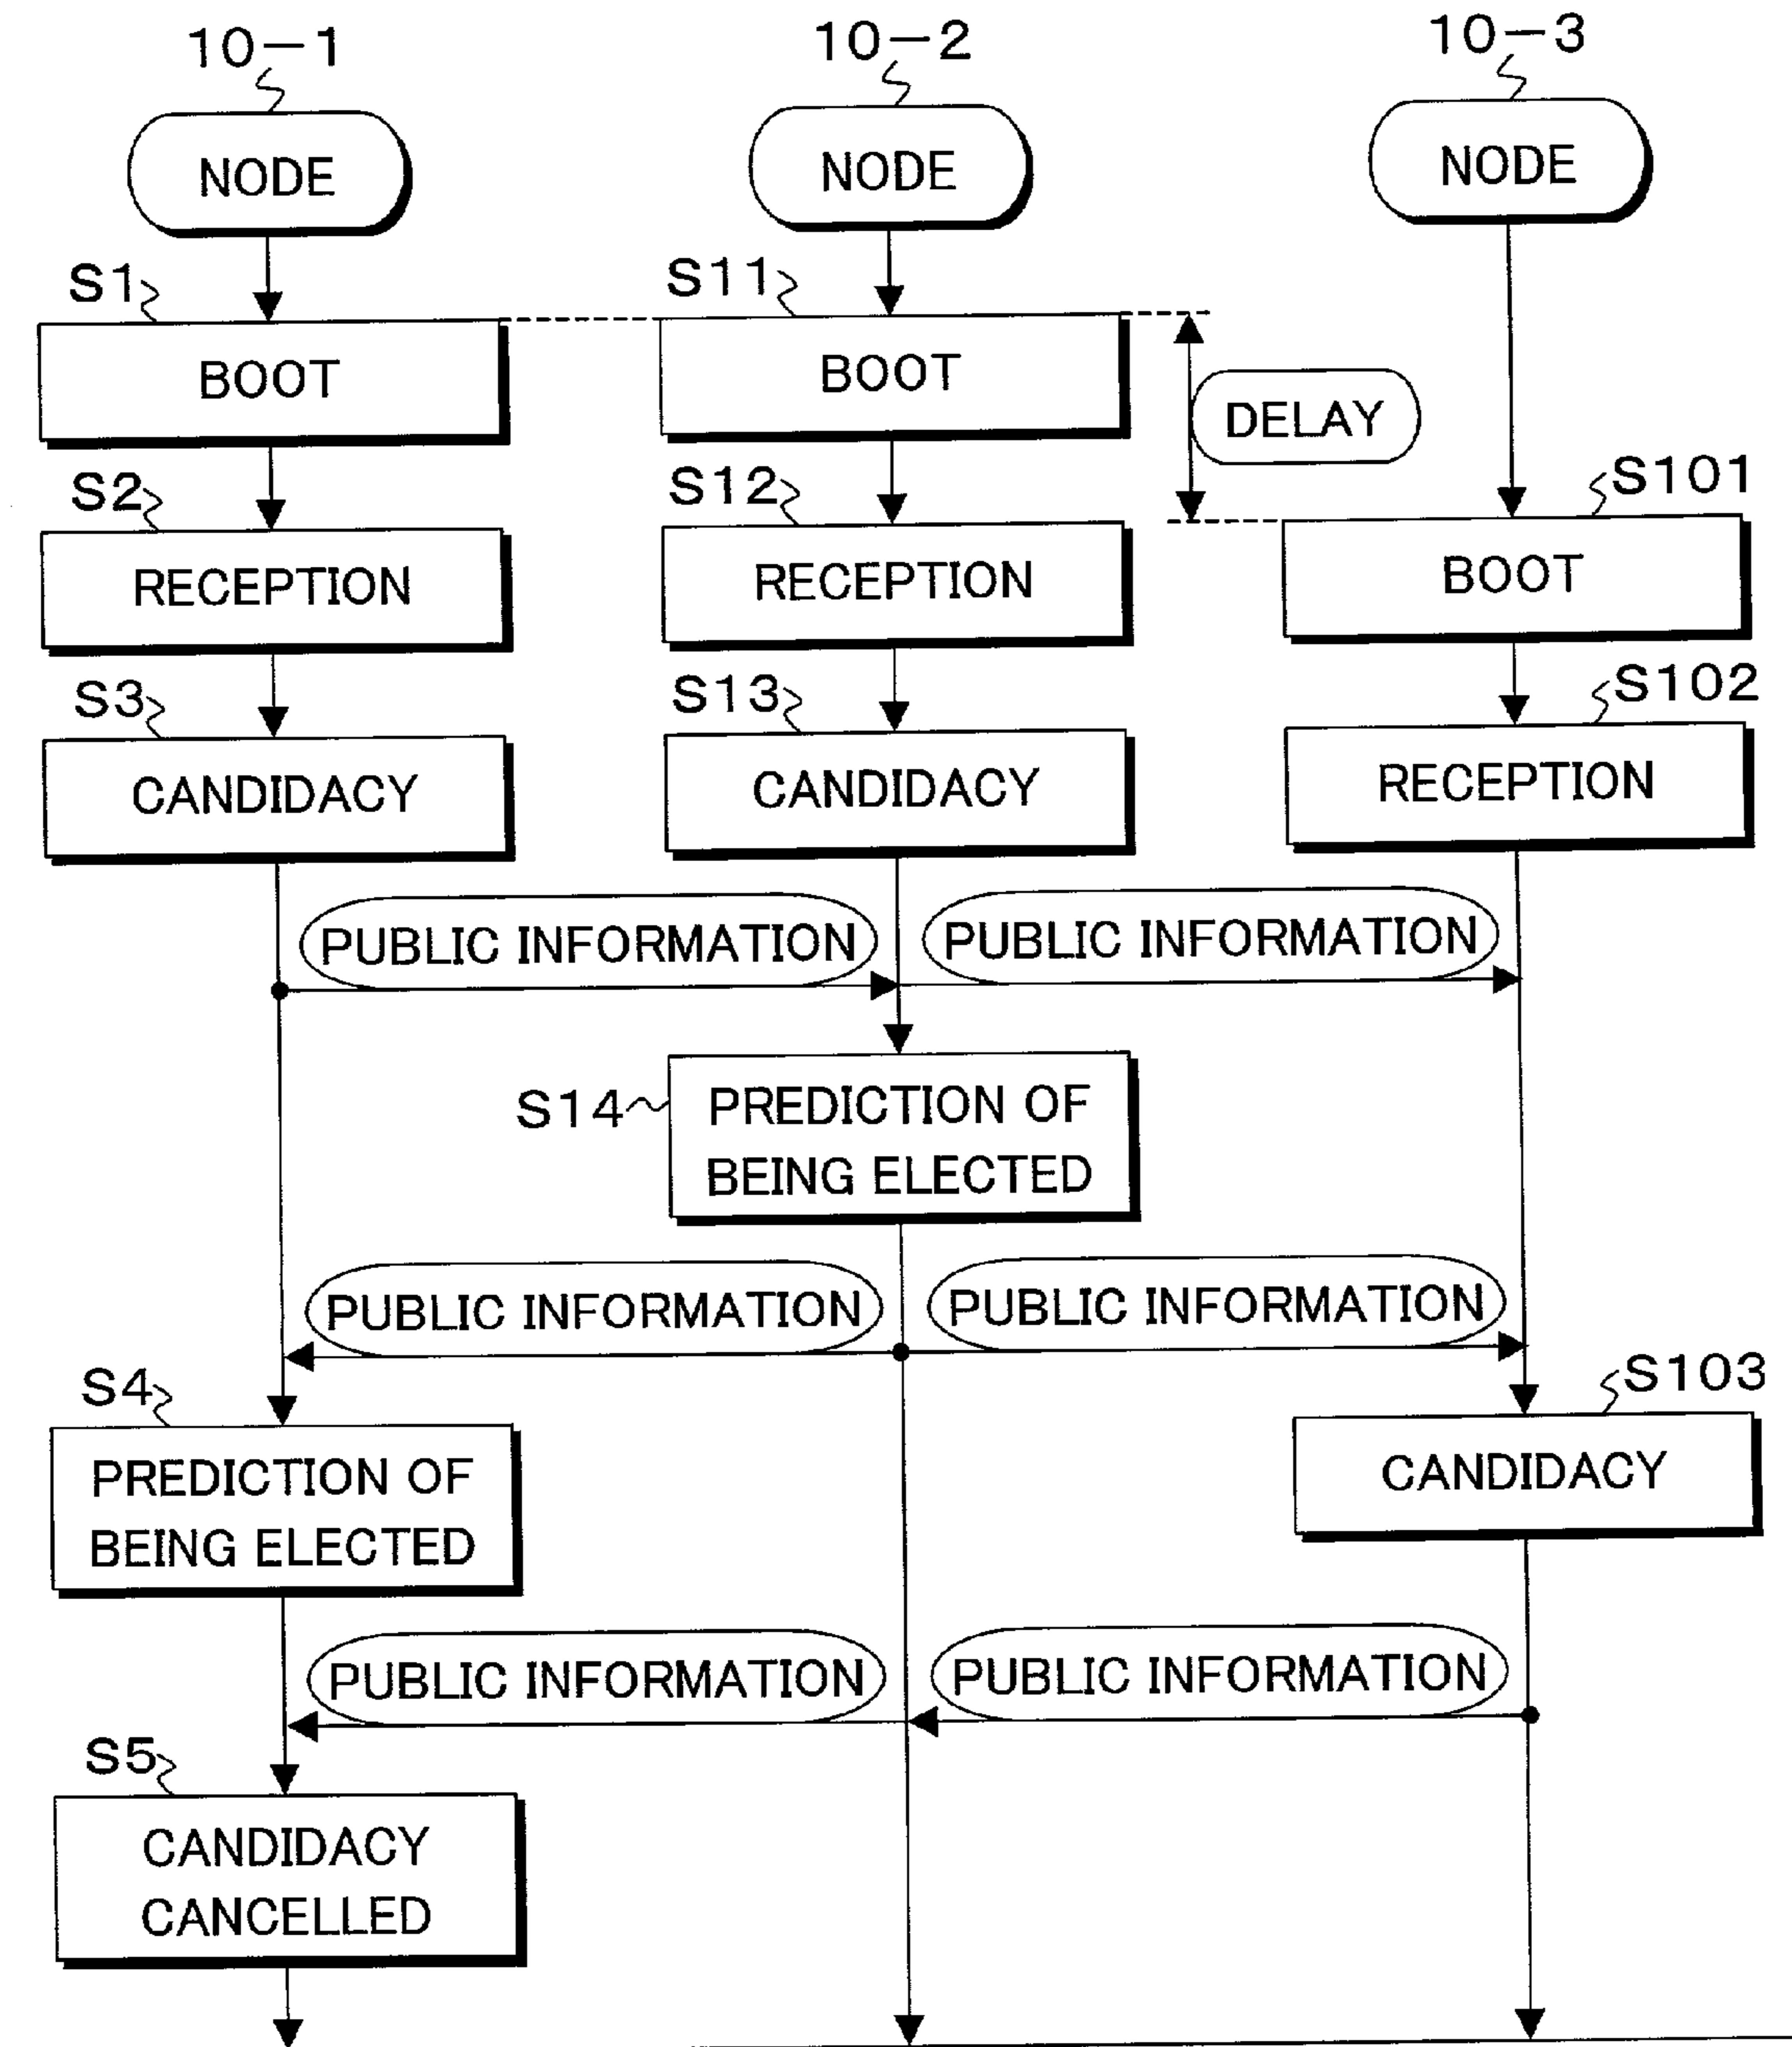 10-1
10-2
10-3
NODE
NODE
NODE
S1
S11
BOOT
BOOT
DELAY
S2
S12
S101
RECEPTION
RECEPTION
BOOT
S3
S13
S102
CANDIDACY
CANDIDACY
RECEPTION
PUBLIC INFORMATION
PUBLIC INFORMATION
S14
PREDICTION OF
BEING ELECTED
PUBLIC INFORMATION
PUBLIC INFORMATION
S4
S103
PREDICTION OF
BEING ELECTED
CANDIDACY
PUBLIC INFORMATION
PUBLIC INFORMATION
S5
CANDIDACY
CANCELLED